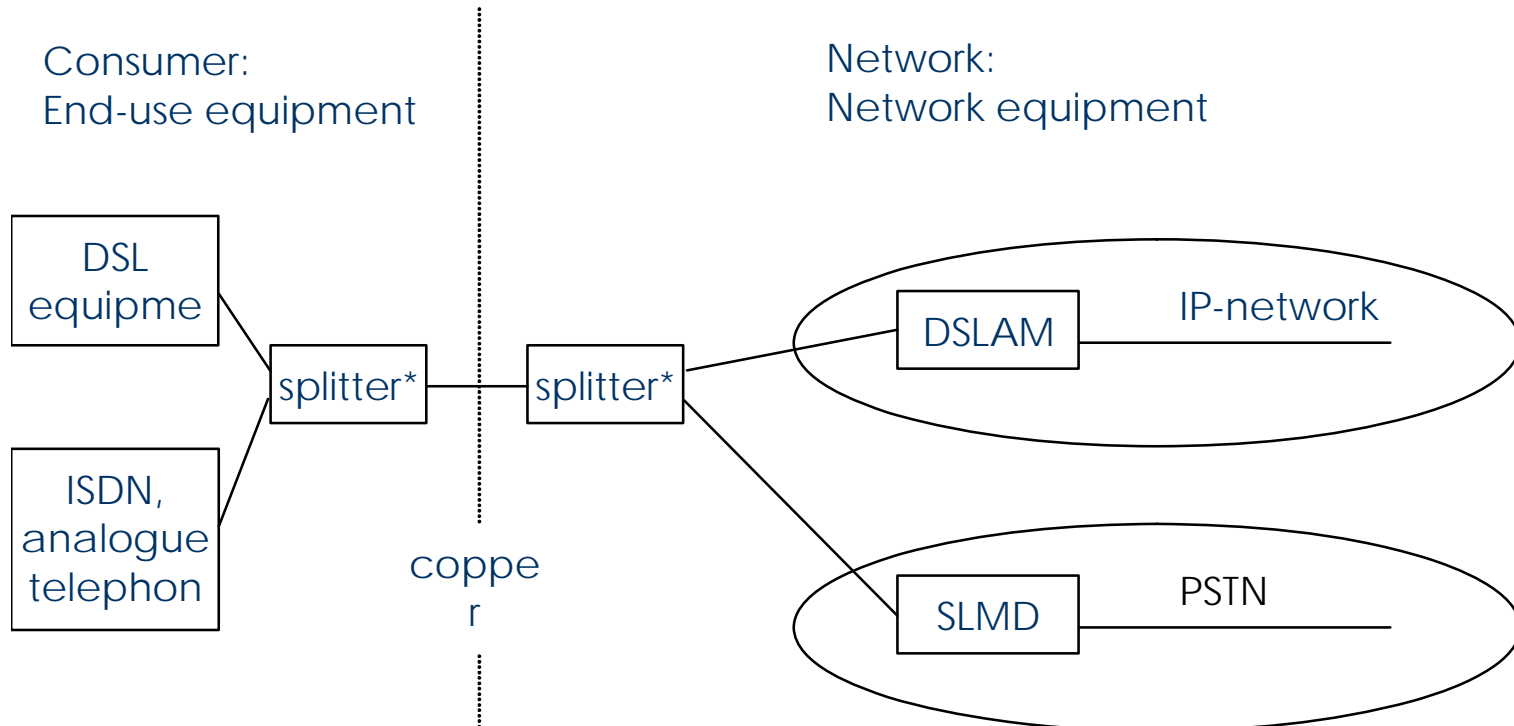 Consumer:
End-use equipment
Network:
Network equipment
DSL
equipme
ISDN,
analogue
telephon
splitter*
coppe
r
splitter*
DSLAM
IP-network
SLMD
PSTN